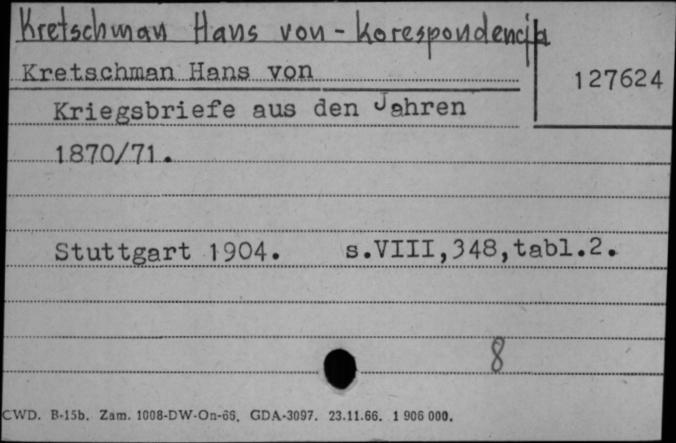 Kretschman Hans von - Korespondencja
Kretschman Hans von
127624
Kriegsbriefe aus den Jahren
1870/71.
Stuttgart 1904. s.VIII,348,tabl.2.
8
CWD. B-15b. Zam. 1008-DW-On-66. GDA-3097. 23.11.66. 1 906 000.